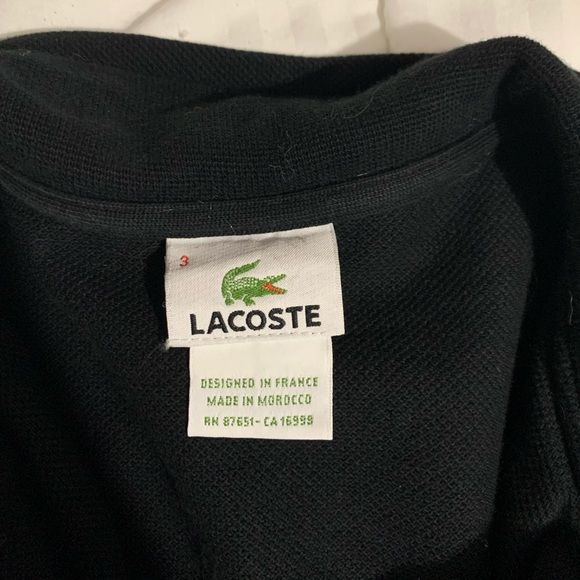 3
LACOSTE
DESIGNED IN FRANCE
MADE IN MOROCCO
RN 87651- CA 16999